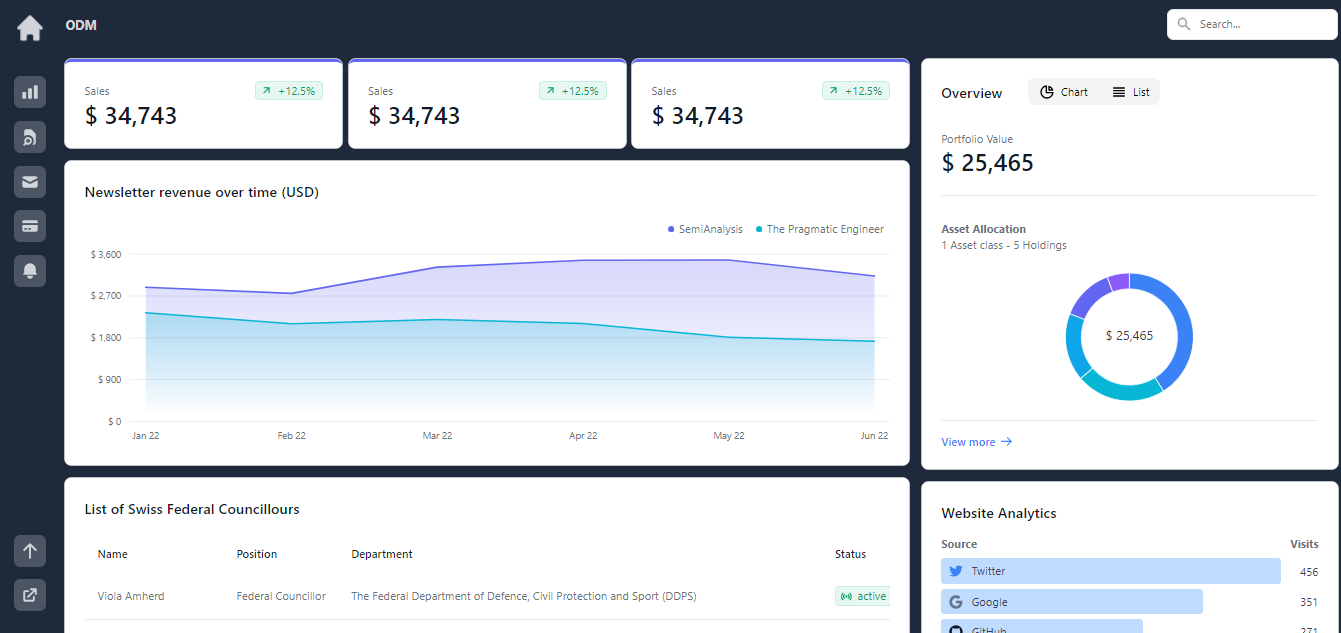 ODM
Search...
Sales
+12.5%
$ 34,743
Sales
+12.5%
$ 34,743
Sales
+12.5%
$ 34,743
Overview
Chart
List
Portfolio Value
$ 25,465
Asset Allocation
1 Asset class - 5 Holdings
$ 25,465
View more
Newsletter revenue over time (USD)
SemiAnalysis The Pragmatic Engineer
$ 3,600
$ 2,700
$ 1,800
$ 900
$ 0
Jan 22 Feb 22 Mar 22 Apr 22 May 22 Jun 22
List of Swiss Federal Councillours
Name Position Department Status
Viola Amherd Federal Councillor The Federal Department of Defence, Civil Protection and Sport (DDPS) active
Website Analytics
Source Visits
Twitter 456
Google 351
GitHub 271